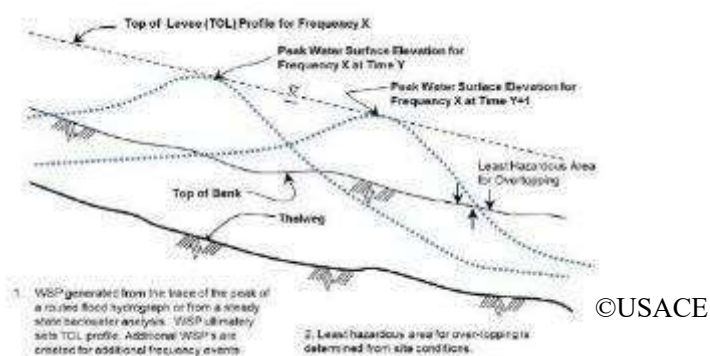 Top of Levee (TOL) Profile for Frequency X
Peak Water Surface Elevation for
Frequency X at Time Y
Peak Water Surface Elevation for
Frequency X at Time Y+1
Least Hazardous Area
for Overtopping
Top of Bank
Thalweg
1. WSP generated from the trace of the peak of
a routed flood hydrograph or from a steady
state backwater analysis. WSP ultimately
sets TOL profile. Additional WSP's are
created for additional frequency events
2. Least hazardous area for over-topping is
determined from site conditions.
©USACE